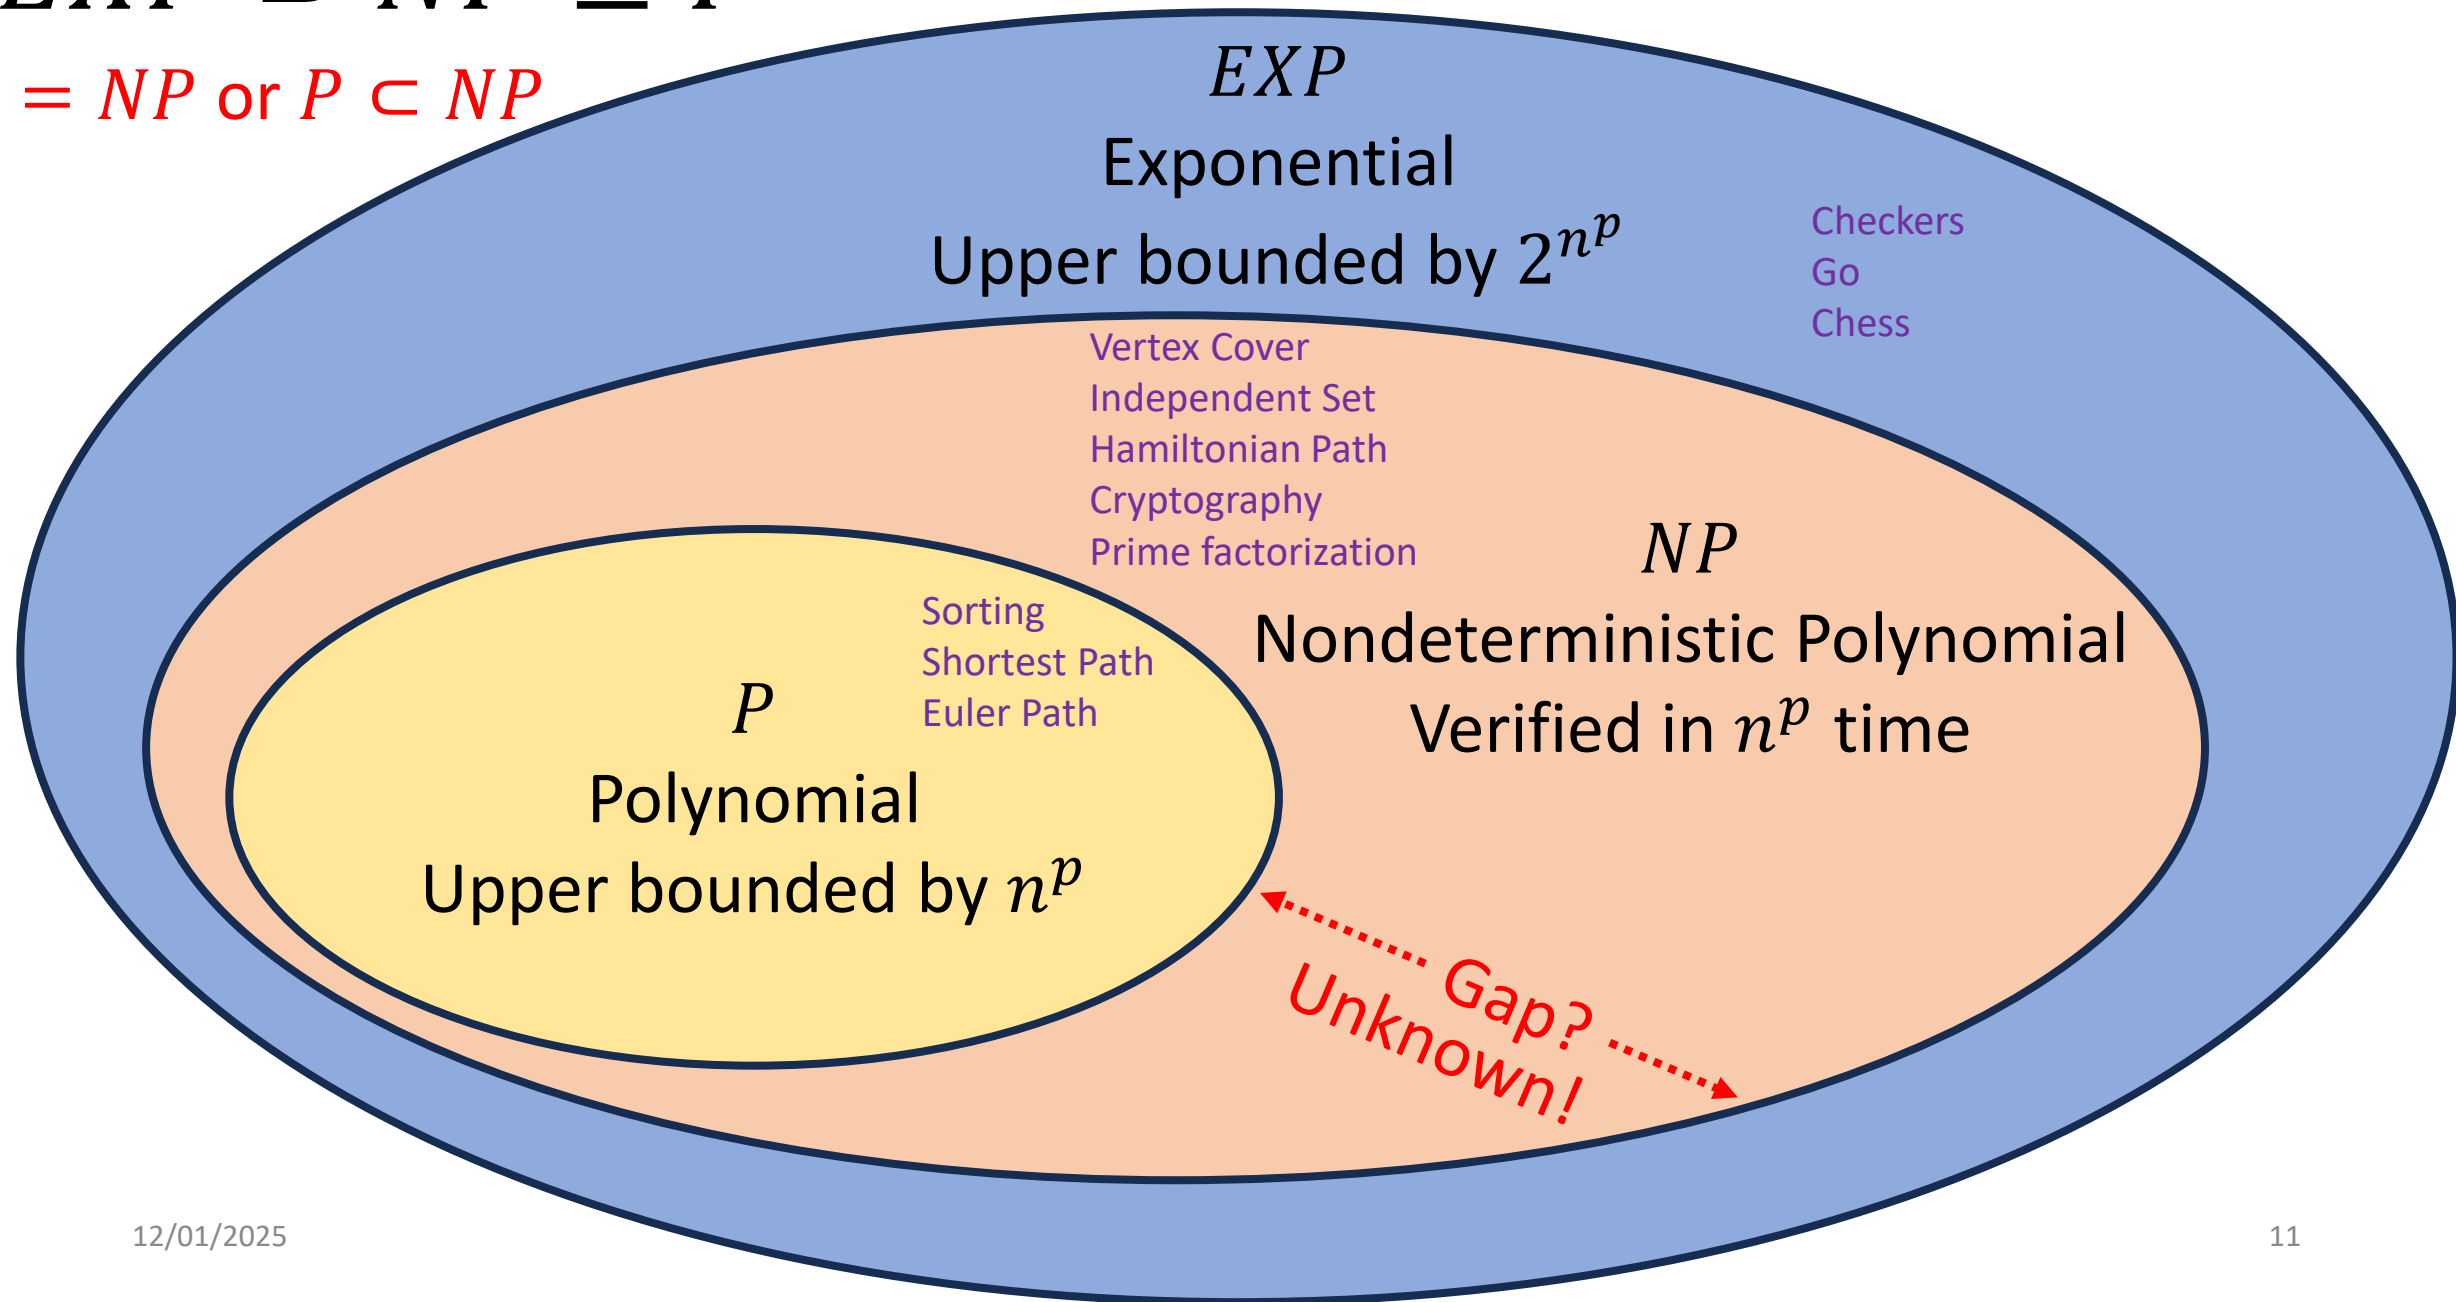 EXP ⊃ NP ⊇ P
= NP or P ⊂ NP
EXP
Exponential
Upper bounded by 2^{n^p}
Checkers
Go
Chess
Vertex Cover
Independent Set
Hamiltonian Path
Cryptography
Prime factorization
NP
Nondeterministic Polynomial
Verified in n^p time
Sorting
Shortest Path
Euler Path
P
Polynomial
Upper bounded by n^p
Gap?
Unknown!
12/01/2025
11